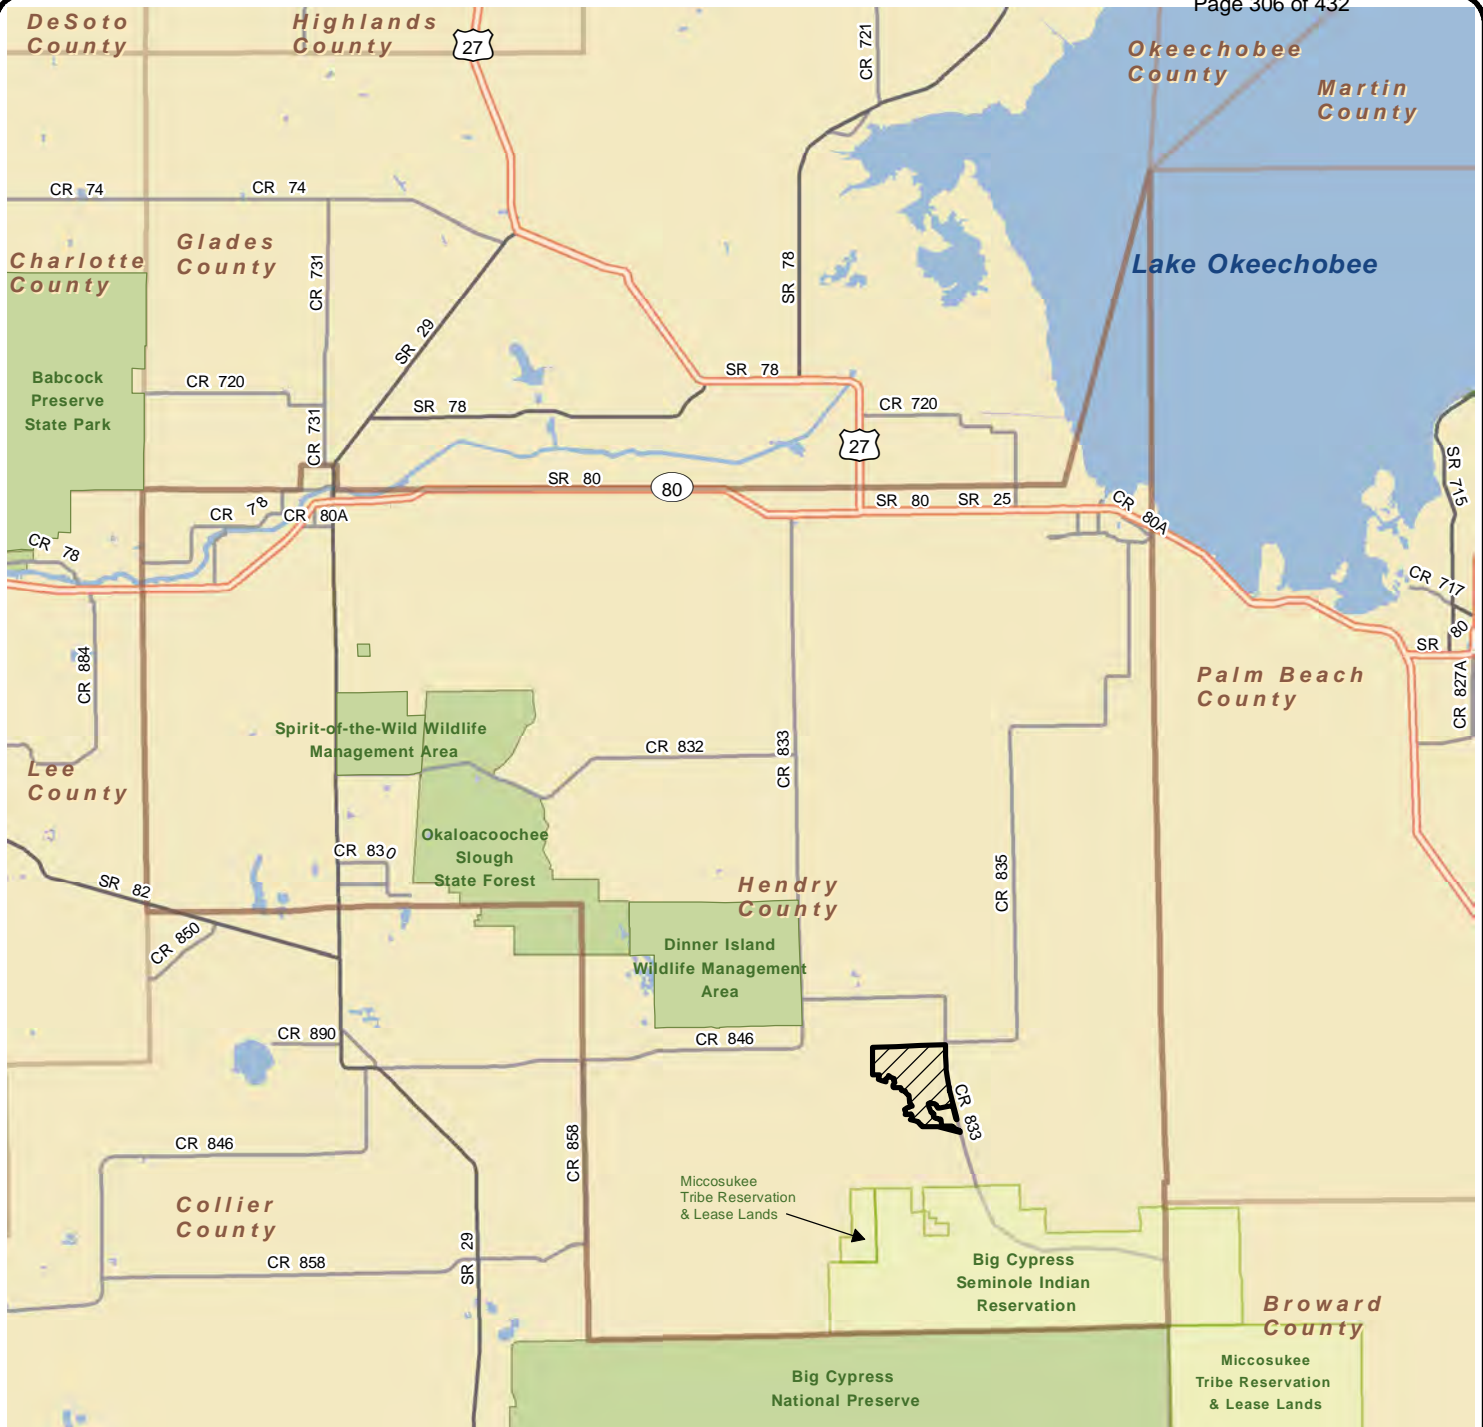 Page 306 of 432
DeSoto
County
Highlands
County
27
CR 721
Okeechobee
County
Martin
County
CR 74
CR 74
Glades
County
Charlotte
County
CR 731
SR 78
Lake Okeechobee
SR 29
Babcock
Preserve
State Park
CR 720
SR 78
SR 78
CR 720
CR 731
27
SR 715
SR 80
80
SR 80
SR 25
CR 80A
CR 78
CR 80A
CR 78
CR 717
SR 80
CR 884
CR 827A
Palm Beach
County
Spirit-of-the-Wild Wildlife
Management Area
CR 832
CR 833
Lee
County
Okaloacoochee
Slough
State Forest
CR 830
SR 82
Hendry
County
CR 835
CR 850
Dinner Island
Wildlife Management
Area
CR 890
CR 846
CR 833
CR 846
CR 858
Miccosukee
Tribe Reservation
& Lease Lands
Collier
County
SR 29
CR 858
Big Cypress
Seminole Indian
Reservation
Broward
County
Big Cypress
National Preserve
Miccosukee
Tribe Reservation
& Lease Lands